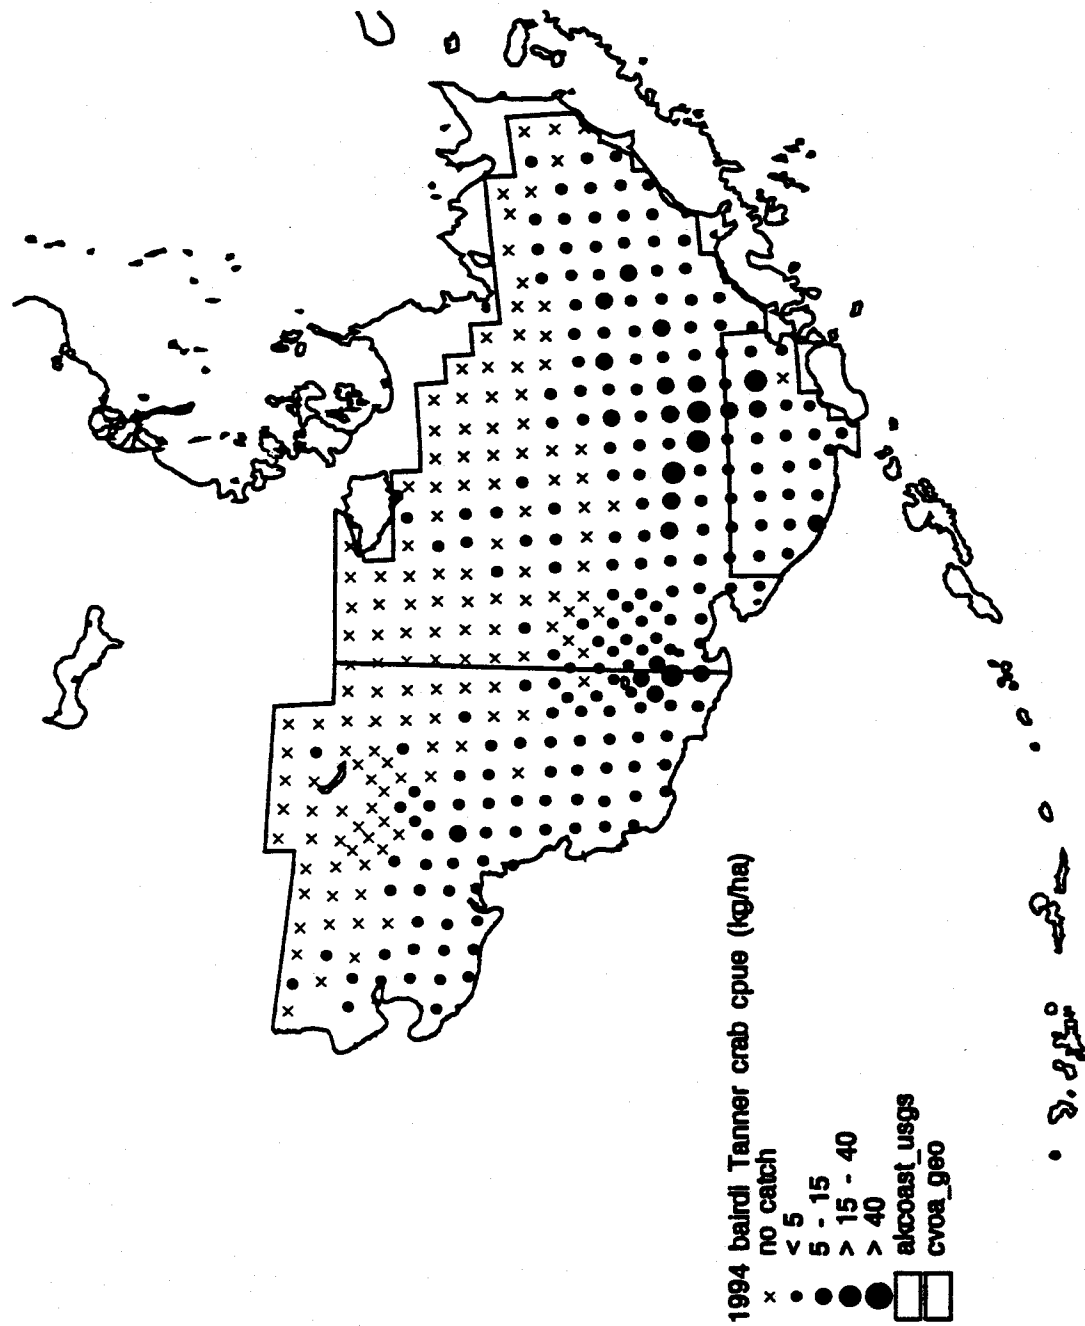 1994 bairdi Tanner crab cpue (kg/ha)
no catch
< 5
5 - 15
> 15 - 40
> 40
akcoast_usgs
cvoa_geo